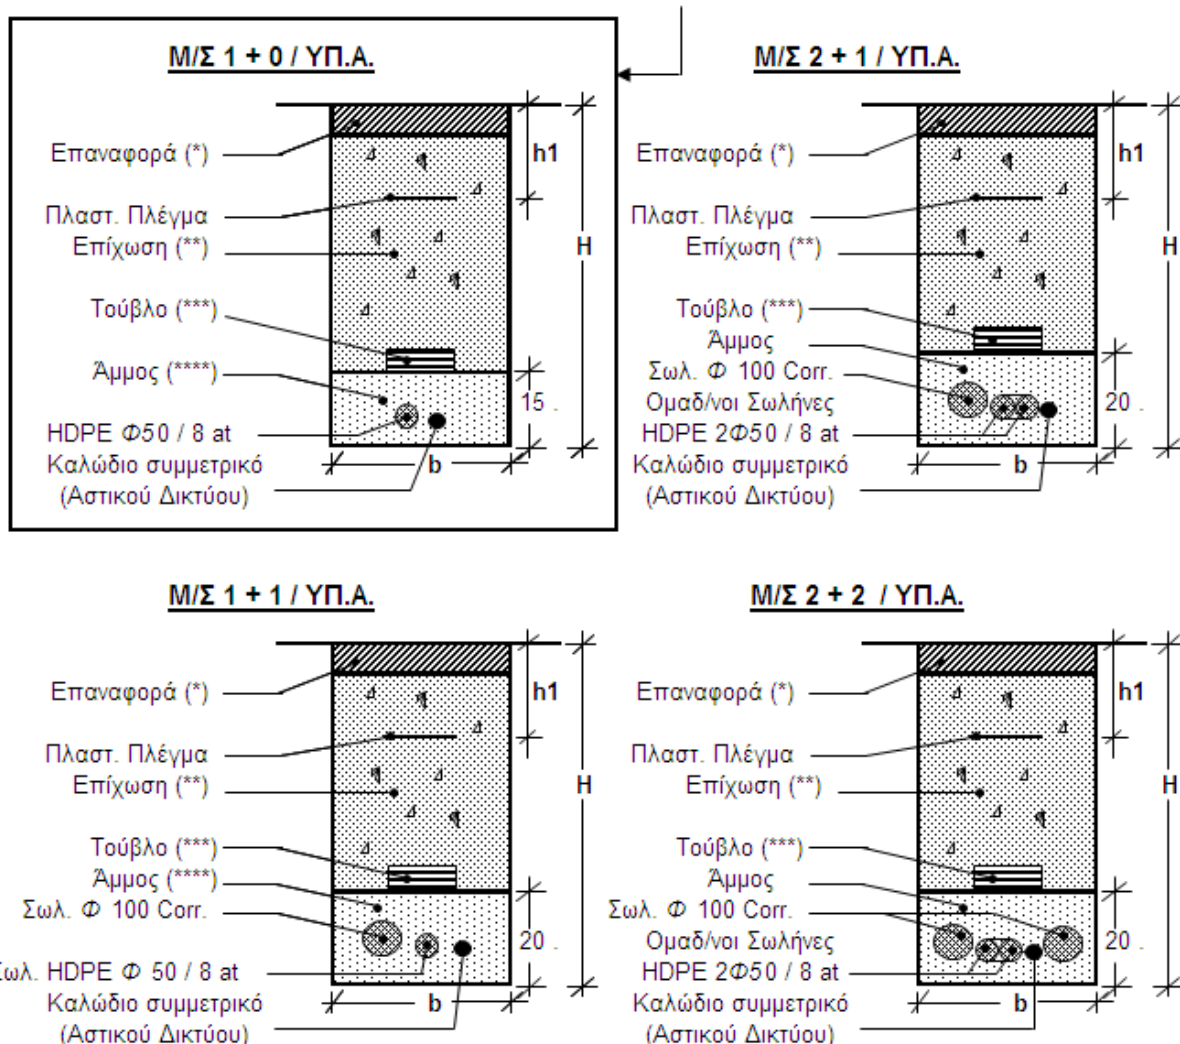 Μ/Σ 1 + 0 / ΥΠ.Α.
Επαναφορά (*)
h1
Πλαστ. Πλέγμα
Επίχωση (**)
H
Τούβλο (***)
Άμμος (****)
15 .
HDPE Φ50 / 8 at
Καλώδιο συμμετρικό
b
(Αστικού Δικτύου)
Μ/Σ 2 + 1 / ΥΠ.Α.
Επαναφορά (*)
h1
Πλαστ. Πλέγμα
Επίχωση (**)
H
Τούβλο (***)
Άμμος
Σωλ. Φ 100 Corr.
Ομαδ/νοι Σωλήνες
20 .
HDPE 2Φ50 / 8 at
Καλώδιο συμμετρικό
b
(Αστικού Δικτύου)
Μ/Σ 1 + 1 / ΥΠ.Α.
Επαναφορά (*)
h1
Πλαστ. Πλέγμα
Επίχωση (**)
H
Τούβλο (***)
Άμμος (****)
Σωλ. Φ 100 Corr.
20 .
Σωλ. HDPE Φ 50 / 8 at
Καλώδιο συμμετρικό
b
(Αστικού Δικτύου)
Μ/Σ 2 + 2 / ΥΠ.Α.
Επαναφορά (*)
h1
Πλαστ. Πλέγμα
Επίχωση (**)
H
Τούβλο (***)
Άμμος
Σωλ. Φ 100 Corr.
Ομαδ/νοι Σωλήνες
20 .
HDPE 2Φ50 / 8 at
Καλώδιο συμμετρικό
b
(Αστικού Δικτύου)